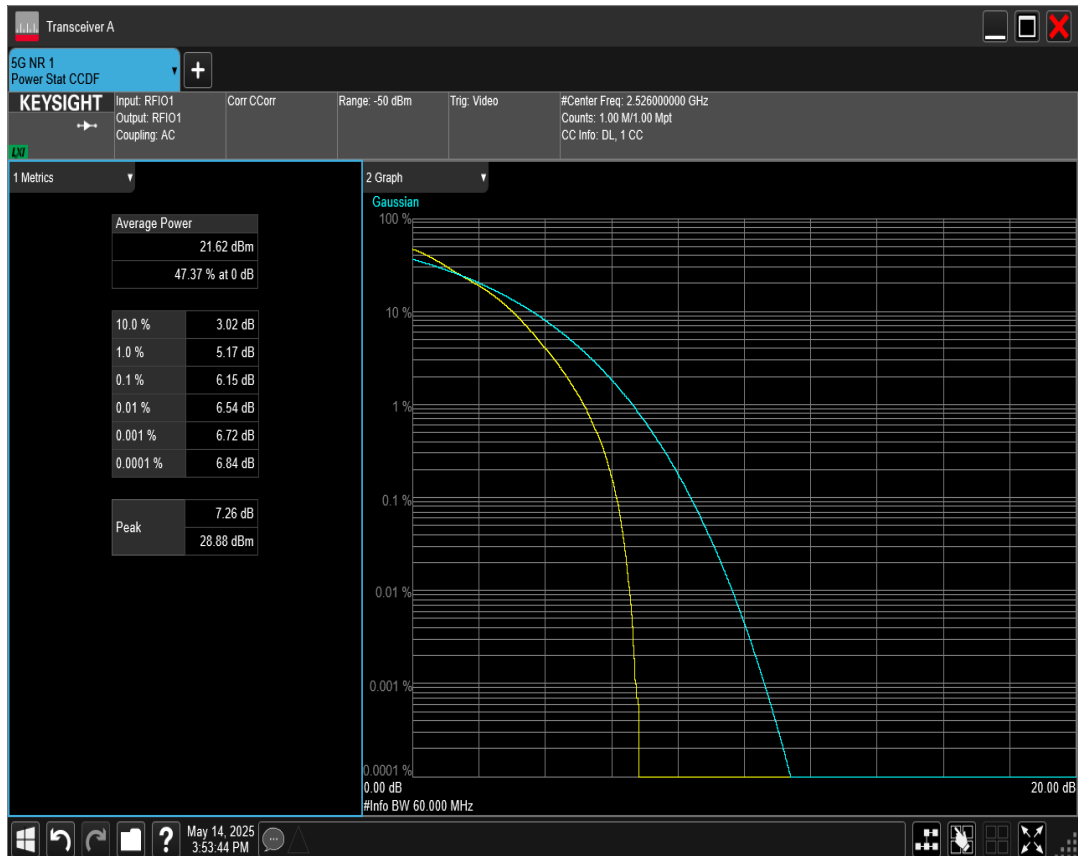 Transceiver A
5G NR 1
Power Stat CCDF
KEYSIGHT
LXI
Input: RFIO1
Output: RFIO1
Coupling: AC
Corr CCorr
Range: -50 dBm
Trig: Video
#Center Freq: 2.526000000 GHz
Counts: 1.00 M/1.00 Mpt
CC Info: DL, 1 CC
1 Metrics
Average Power
21.62 dBm
47.37 % at 0 dB
10.0 % 3.02 dB
1.0 % 5.17 dB
0.1 % 6.15 dB
0.01 % 6.54 dB
0.001 % 6.72 dB
0.0001 % 6.84 dB
Peak
7.26 dB
28.88 dBm
2 Graph
Gaussian
100 %
10 %
1 %
0.1 %
0.01 %
0.001 %
0.0001 %
0.00 dB 20.00 dB
#Info BW 60.000 MHz
May 14, 2025
3:53:44 PM